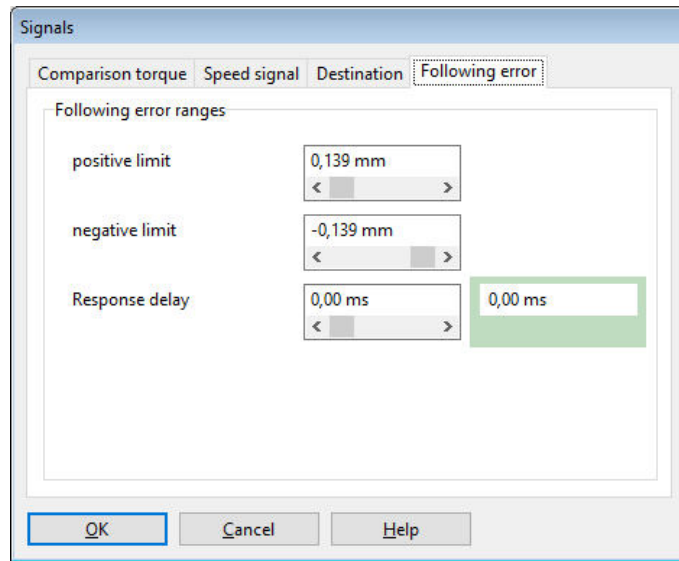 Signals
Comparison torque Speed signal Destination Following error
Following error ranges
positive limit 0,139 mm
negative limit -0,139 mm
Response delay 0,00 ms 0,00 ms
OK Cancel Help